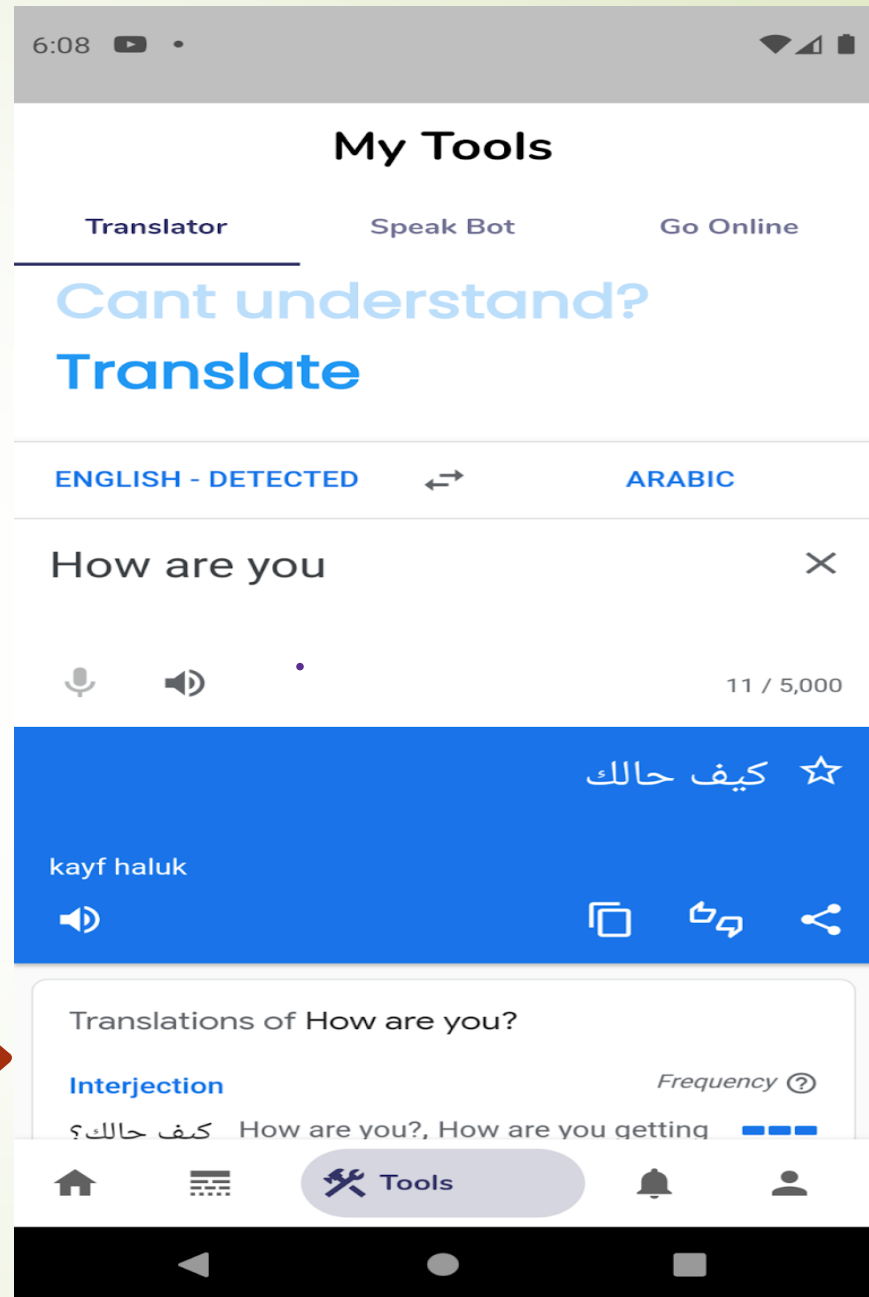 6:08
My Tools
Translator Speak Bot Go Online
Cant understand?
Translate
ENGLISH - DETECTED ARABIC
How are you
11 / 5,000
كيف حالك
kayf haluk
Translations of How are you?
Interjection Frequency
كيف حالك؟ How are you?, How are you getting
Tools